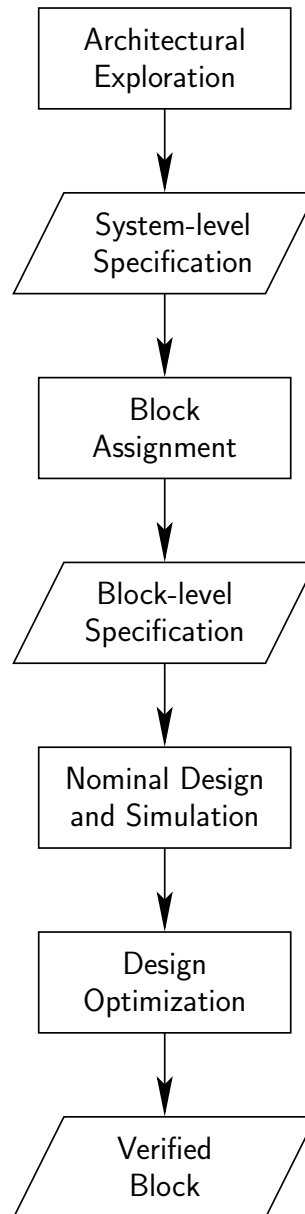 Architectural
Exploration
System-level
Specification
Block
Assignment
Block-level
Specification
Nominal Design
and Simulation
Design
Optimization
Verified
Block